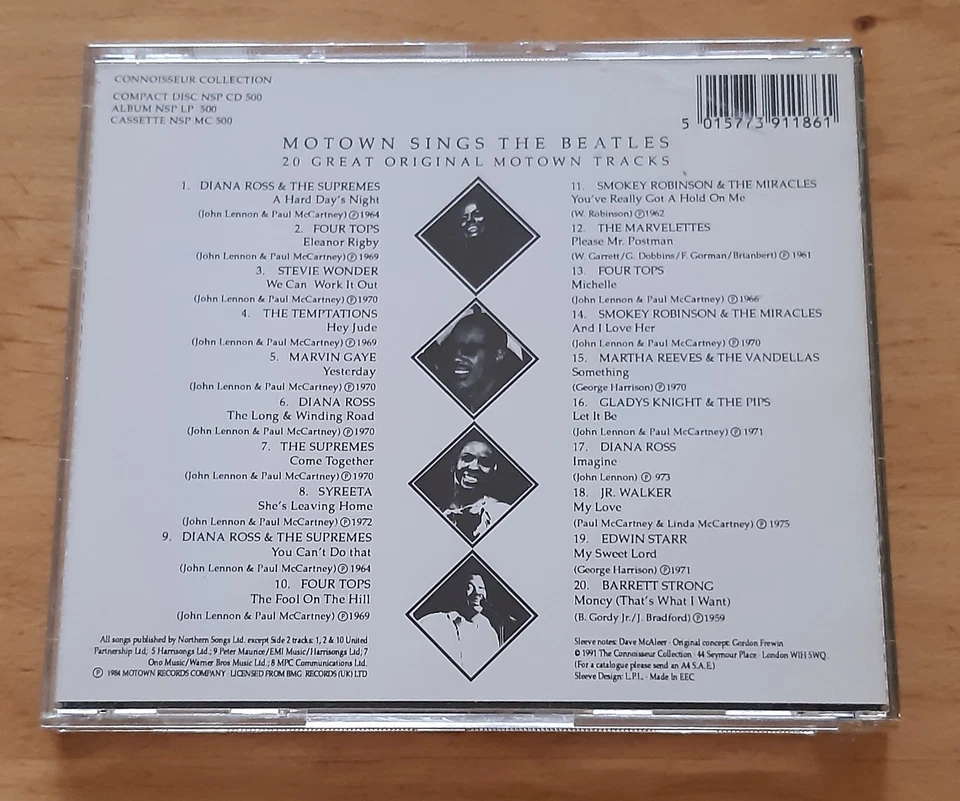 CONNOISSEUR COLLECTION
COMPACT DISC NSP CD 500
ALBUM NSP LP 500
CASSETTE NSP MC 500
5 015773 911861
MOTOWN SINGS THE BEATLES
20 GREAT ORIGINAL MOTOWN TRACKS
1. DIANA ROSS & THE SUPREMES
A Hard Day's Night
(John Lennon & Paul McCartney) ℗ 1964
2. FOUR TOPS
Eleanor Rigby
(John Lennon & Paul McCartney) ℗ 1969
3. STEVIE WONDER
We Can Work It Out
(John Lennon & Paul McCartney) ℗ 1970
4. THE TEMPTATIONS
Hey Jude
(John Lennon & Paul McCartney) ℗ 1969
5. MARVIN GAYE
Yesterday
(John Lennon & Paul McCartney) ℗ 1970
6. DIANA ROSS
The Long & Winding Road
(John Lennon & Paul McCartney) ℗ 1970
7. THE SUPREMES
Come Together
(John Lennon & Paul McCartney) ℗ 1970
8. SYREETA
She's Leaving Home
(John Lennon & Paul McCartney) ℗ 1972
9. DIANA ROSS & THE SUPREMES
You Can't Do that
(John Lennon & Paul McCartney) ℗ 1964
10. FOUR TOPS
The Fool On The Hill
(John Lennon & Paul McCartney) ℗ 1969
11. SMOKEY ROBINSON & THE MIRACLES
You've Really Got A Hold On Me
(W. Robinson) ℗ 1962
12. THE MARVELETTES
Please Mr. Postman
(W. Garrett/G. Dobbins/F. Gorman/Brianbert) ℗ 1961
13. FOUR TOPS
Michelle
(John Lennon & Paul McCartney) ℗ 1966
14. SMOKEY ROBINSON & THE MIRACLES
And I Love Her
(John Lennon & Paul McCartney) ℗ 1970
15. MARTHA REEVES & THE VANDELLAS
Something
(George Harrison) ℗ 1970
16. GLADYS KNIGHT & THE PIPS
Let It Be
(John Lennon & Paul McCartney) ℗ 1971
17. DIANA ROSS
Imagine
(John Lennon) ℗ 973
18. JR. WALKER
My Love
(Paul McCartney & Linda McCartney) ℗ 1975
19. EDWIN STARR
My Sweet Lord
(George Harrison) ℗ 1971
20. BARRETT STRONG
Money (That's What I Want)
(B. Gordy Jr./J. Bradford) ℗ 1959
All songs published by Northern Songs Ltd. except Side 2 tracks: 1, 2 & 10 United
Partnership Ltd; 5 Harrisongs Ltd.; 9 Peter Maurice/EMI Music/Harrisongs Ltd; 7
Ono Music/Warner Bros Music Ltd.; 8 MPC Communications Ltd.
℗ 1984 MOTOWN RECORDS COMPANY · LICENSED FROM BMG RECORDS (UK) LTD
Sleeve notes: Dave McAleer · Original concept: Gordon Frewin
© 1991 The Connoisseur Collection · 44 Seymour Place · London W1H 5WQ
(For a catalogue please send an A4 S.A.E.)
Sleeve Design: L.P.L. · Made In EEC